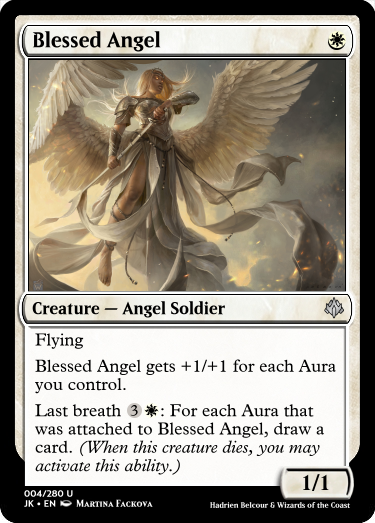 Blessed Angel
Creature — Angel Soldier
Flying
Blessed Angel gets +1/+1 for each Aura
you control.
Last breath 3: For each Aura that
was attached to Blessed Angel, draw a
card. (When this creature dies, you may
activate this ability.)
1/1
004/280 U
JK • EN Martina Fackova
Hadrien Belcour & Wizards of the Coast